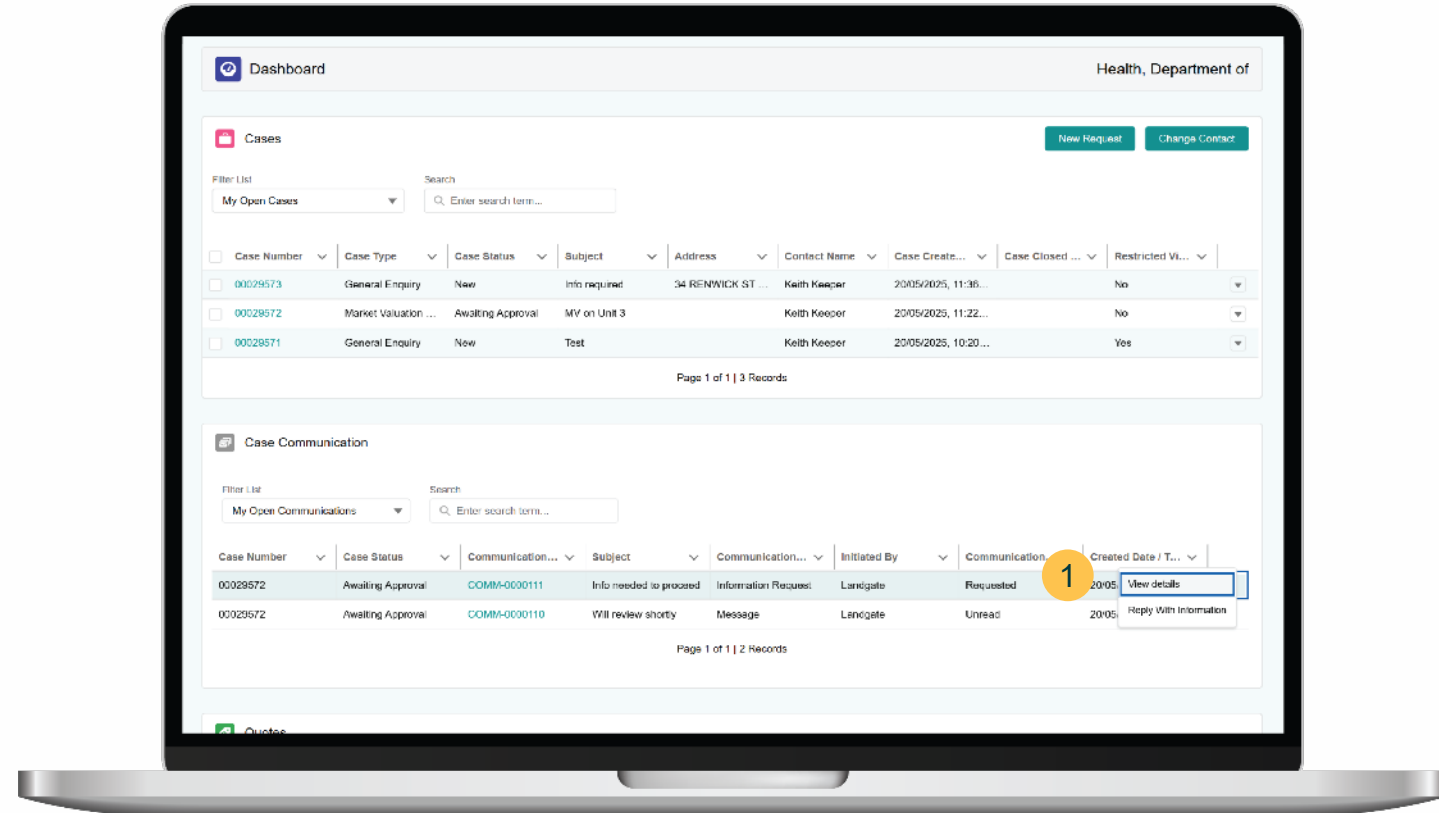 Dashboard Health, Department of
Cases New Request Change Contact
Filter List Search
My Open Cases Enter search term...
Case Number Case Type Case Status Subject Address Contact Name Case Create... Case Closed ... Restricted Vi...
00029573 General Enquiry New Info required 34 RENWICK ST ... Keith Keeper 20/05/2025, 11:36... No
00029572 Market Valuation ... Awaiting Approval MV on Unit 3 Keith Keeper 20/05/2025, 11:22... No
00029571 General Enquiry New Test Keith Keeper 20/05/2025, 10:20... Yes
Page 1 of 1 | 3 Records
Case Communication
Filter List Search
My Open Communications Enter search term...
Case Number Case Status Communication... Subject Communication... Initiated By Communication... Created Date / T...
00029572 Awaiting Approval COMM-0000111 Info needed to proceed Information Request Landgate Requested 1 20/05 View details
00029572 Awaiting Approval COMM-0000110 Will review shortly Message Landgate Unread 20/05 Reply With Information
Page 1 of 1 | 2 Records
Quotes